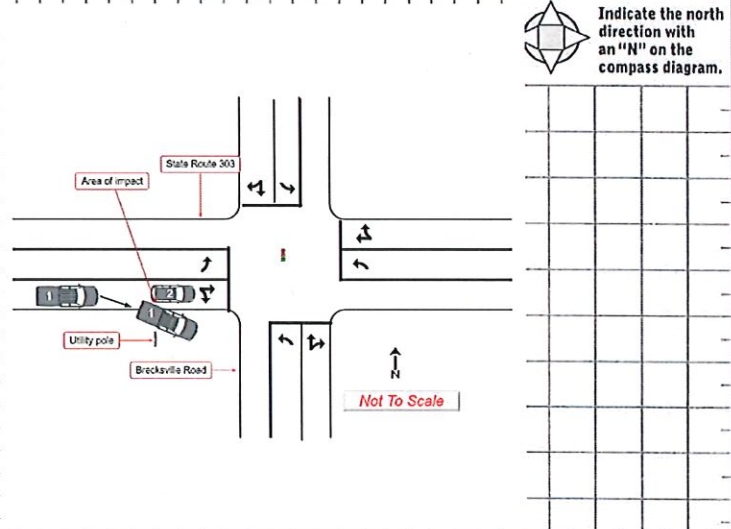 Indicate the north
direction with
an "N" on the
compass diagram.
State Route 303
Area of impact
1
2
1
Utility pole
Brecksville Road
N
Not To Scale